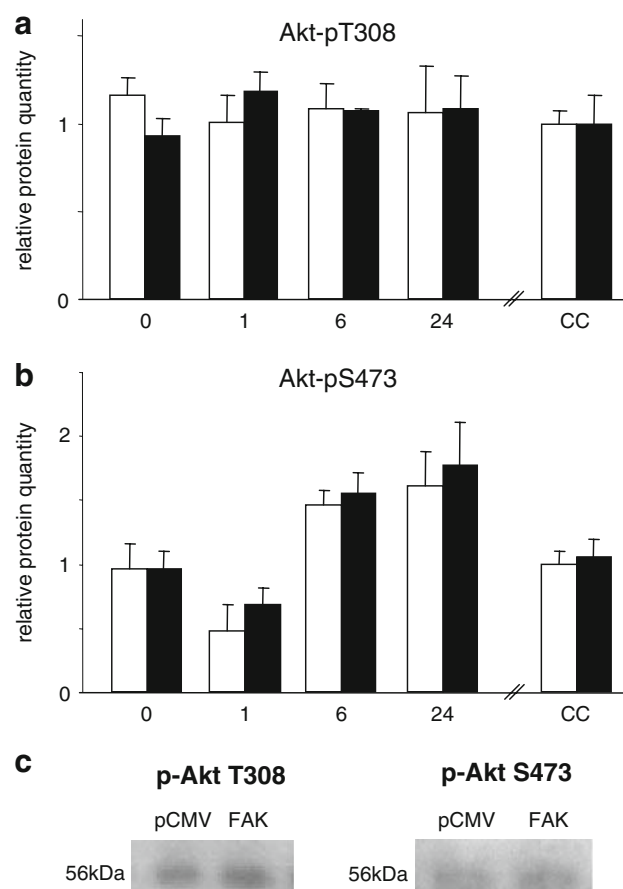 a
Akt-pT308
relative protein quantity
1
0
0 1 6 24 CC
b
Akt-pS473
relative protein quantity
2
1
0
0 1 6 24 CC
c
p-Akt T308 p-Akt S473
pCMV FAK pCMV FAK
56kDa 56kDa